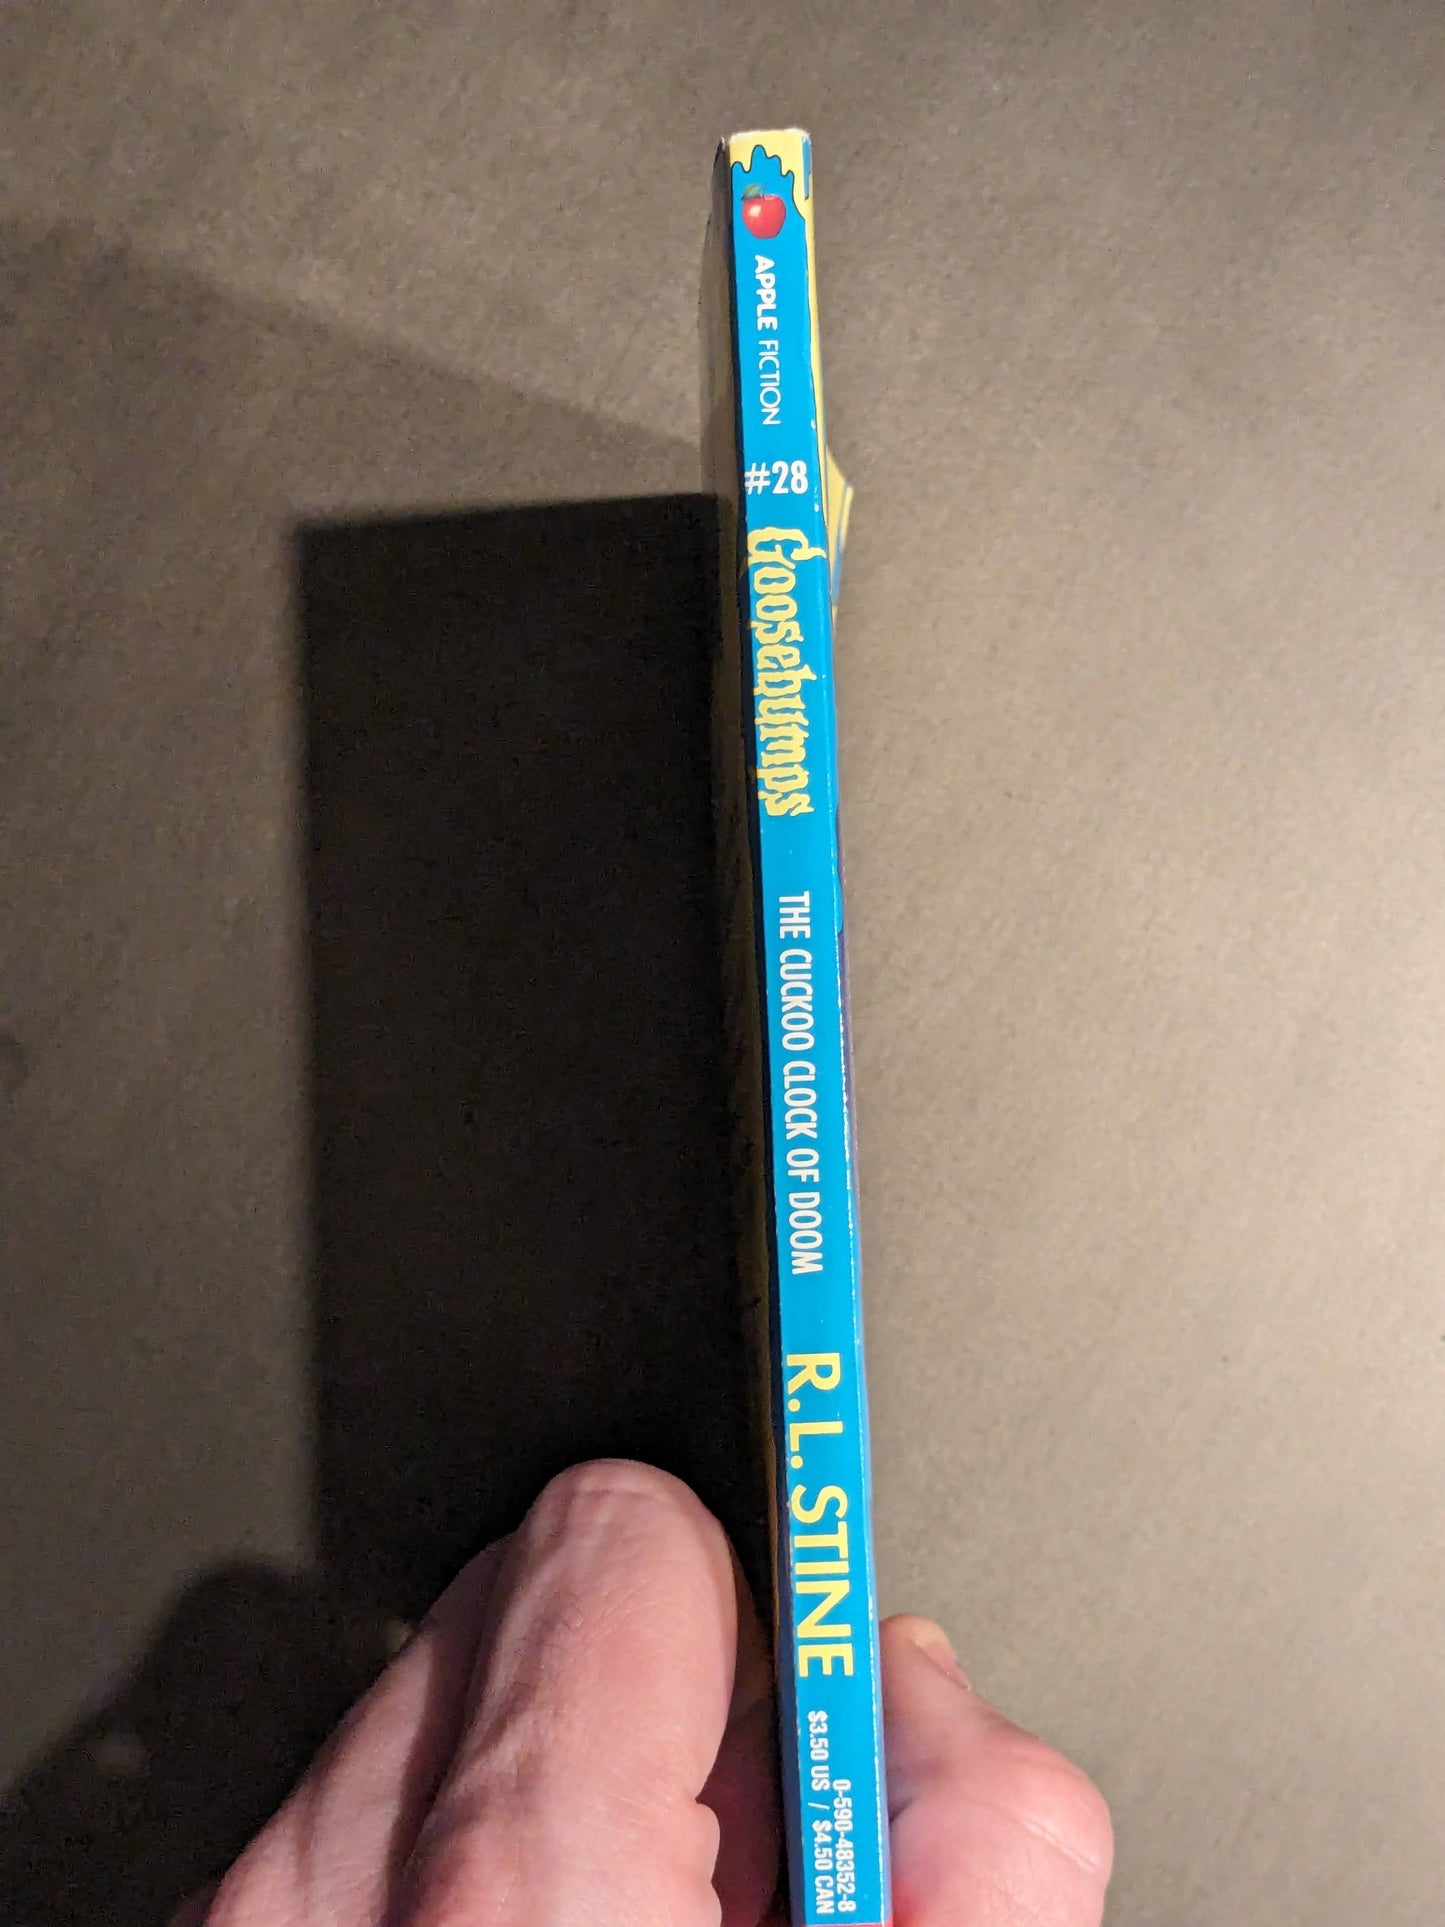 APPLE FICTION
#28
Goosebumps
THE CUCKOO CLOCK OF DOOM
R.L. STINE
0-590-48352-8
$3.50 US / $4.50 CAN